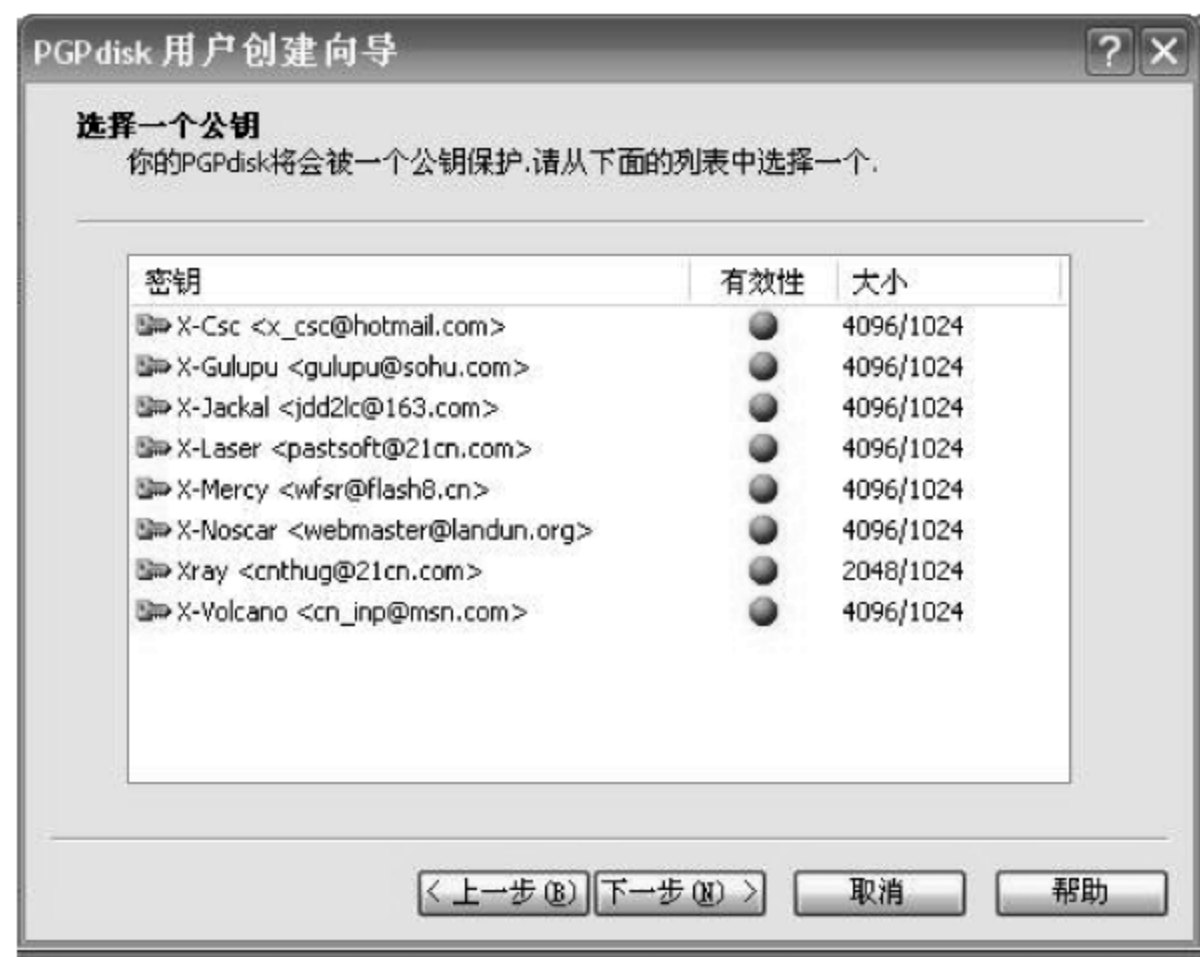 PGPdisk 用户创建向导
选择一个公钥
你的PGPdisk将会被一个公钥保护.请从下面的列表中选择一个.
密钥 有效性 大小
X-Csc <x_csc@hotmail.com> 4096/1024
X-Gulupu <gulupu@sohu.com> 4096/1024
X-Jackal <jdd2lc@163.com> 4096/1024
X-Laser <pastsoft@21cn.com> 4096/1024
X-Mercy <wfsr@flash8.cn> 4096/1024
X-Noscar <webmaster@landun.org> 4096/1024
Xray <cnthug@21cn.com> 2048/1024
X-Volcano <cn_inp@msn.com> 4096/1024
< 上一步(B) 下一步(N) > 取消 帮助